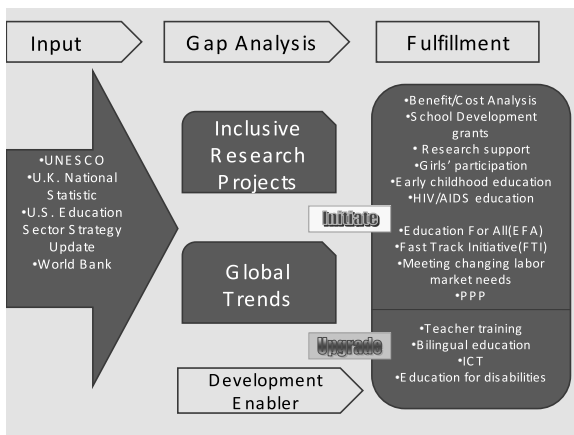 Input
Gap Analysis
Fulfillment
•UNESCO
•U.K. National
Statistic
•U.S. Education
Sector Strategy
Update
•World Bank
Inclusive
Research
Projects
Initiate
Global
Trends
Upgrade
Development
Enabler
•Benefit/Cost Analysis
•School Development
grants
• Research support
•Girls’ participation
•Early childhood education
•HIV/AIDS education
•Education For All(EFA)
•Fast Track Initiative(FTI)
•Meeting changing labor
market needs
•PPP
•Teacher training
•Bilingual education
•ICT
•Education for disabilities